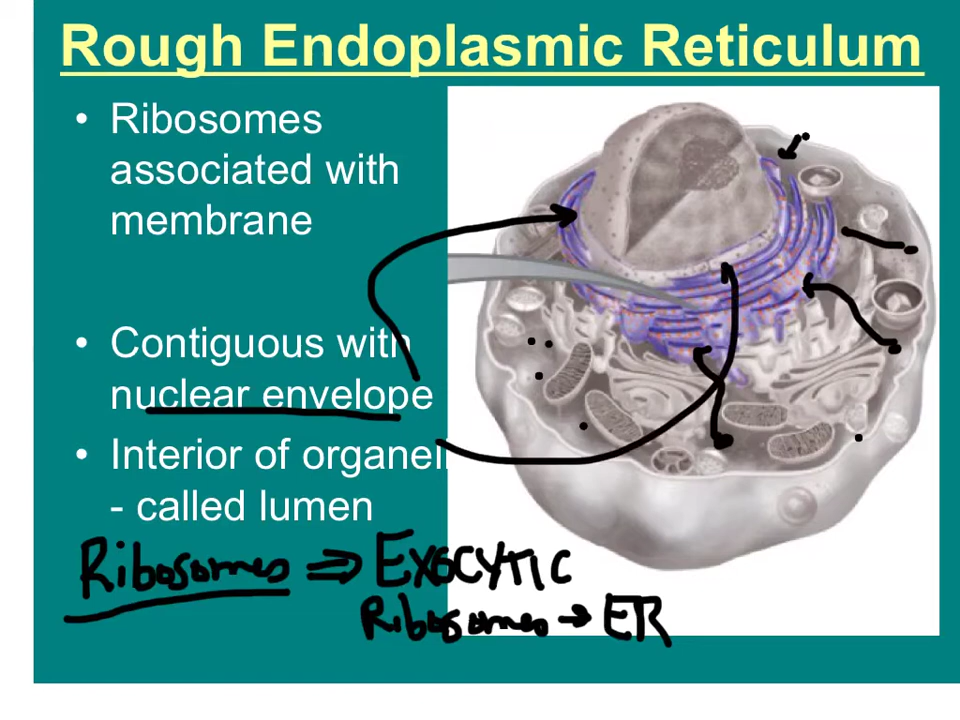 Rough Endoplasmic Reticulum
• Ribosomes
associated with
membrane
• Contiguous with
nuclear envelope
• Interior of organell
- called lumen
Ribosomes ⇒ EXOCYTIC
Ribosomes → ER